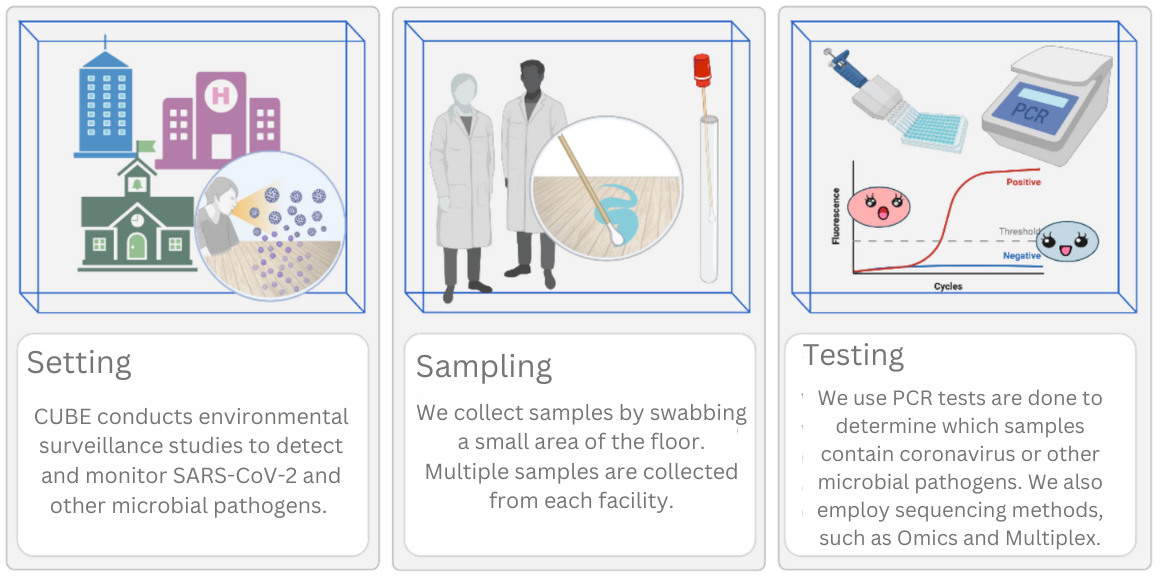 H
Setting
CUBE conducts environmental
surveillance studies to detect
and monitor SARS-CoV-2 and
other microbial pathogens.
Sampling
We collect samples by swabbing
a small area of the floor.
Multiple samples are collected
from each facility.
PCR
Fluorescence
Positive
Threshold
Negative
Cycles
Testing
We use PCR tests are done to
determine which samples
contain coronavirus or other
microbial pathogens. We also
employ sequencing methods,
such as Omics and Multiplex.